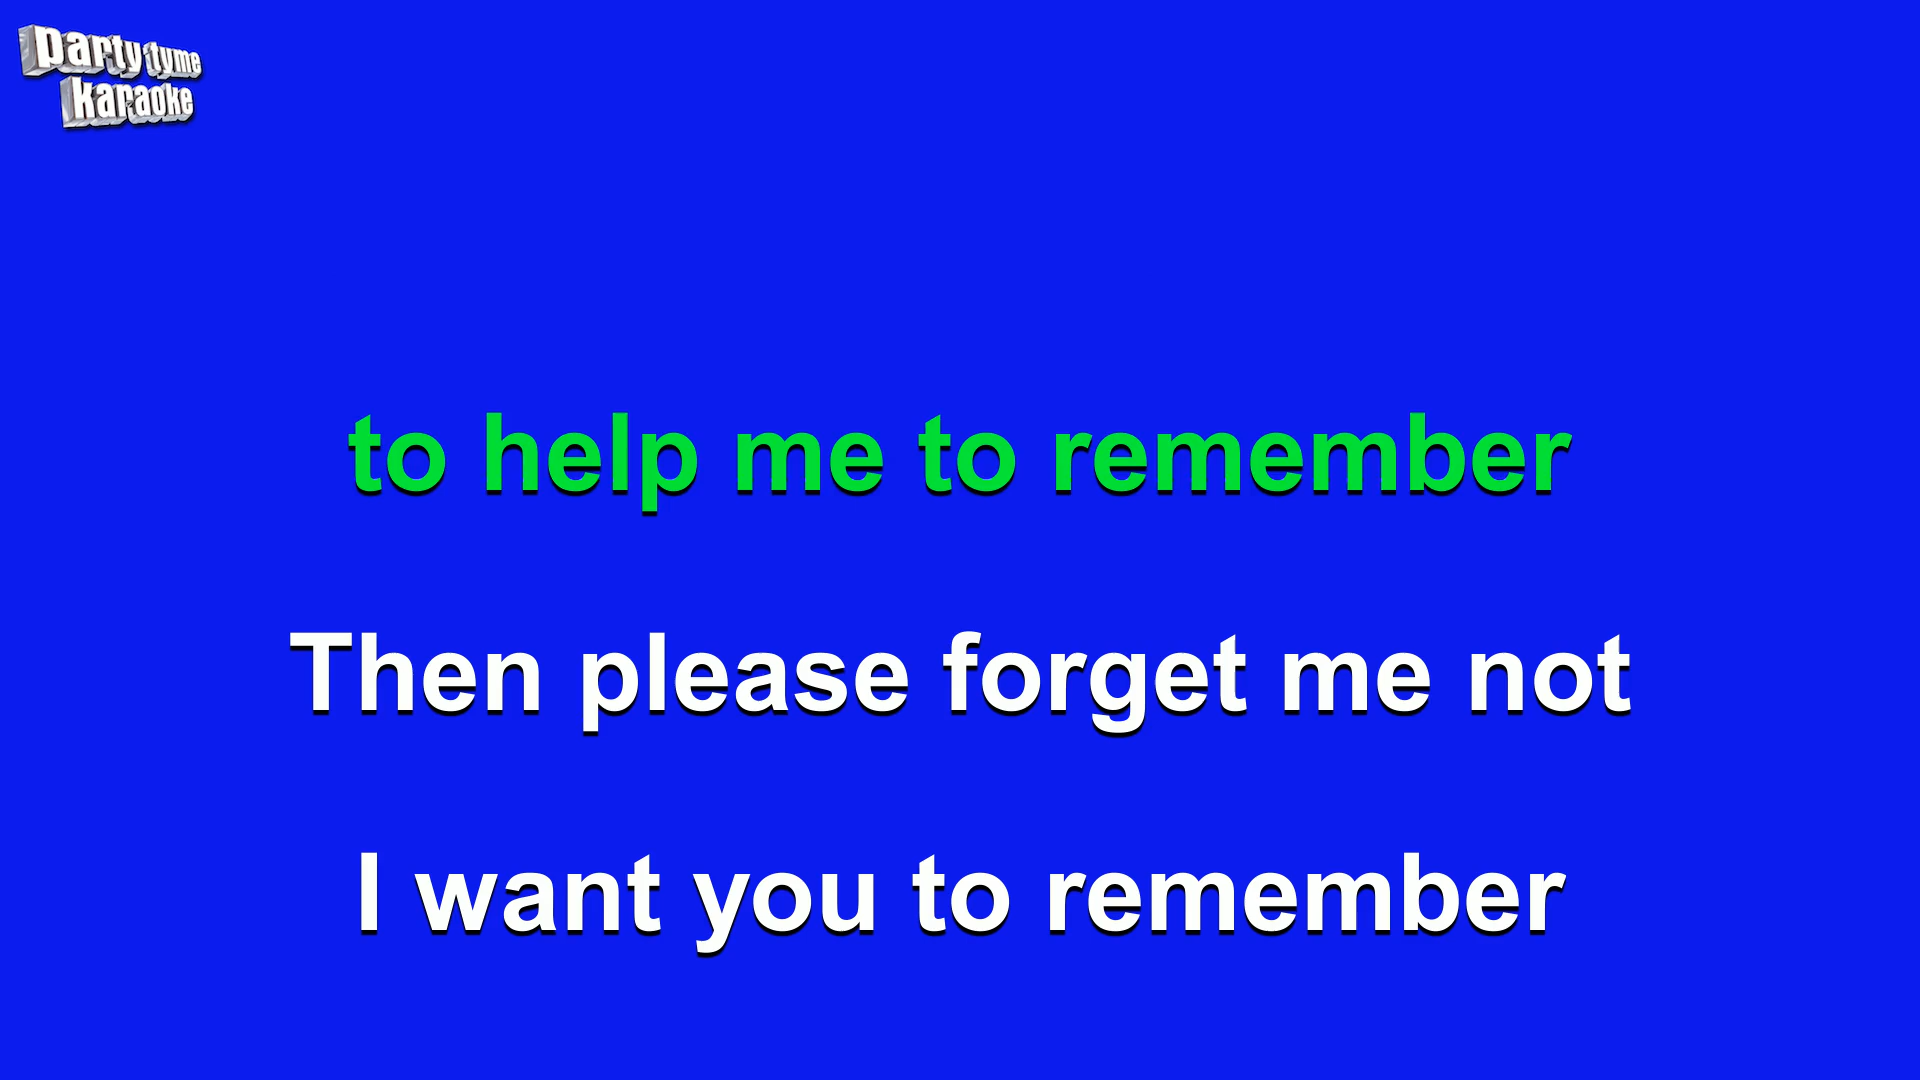 party tyme
karaoke
to help me to remember
Then please forget me not
I want you to remember